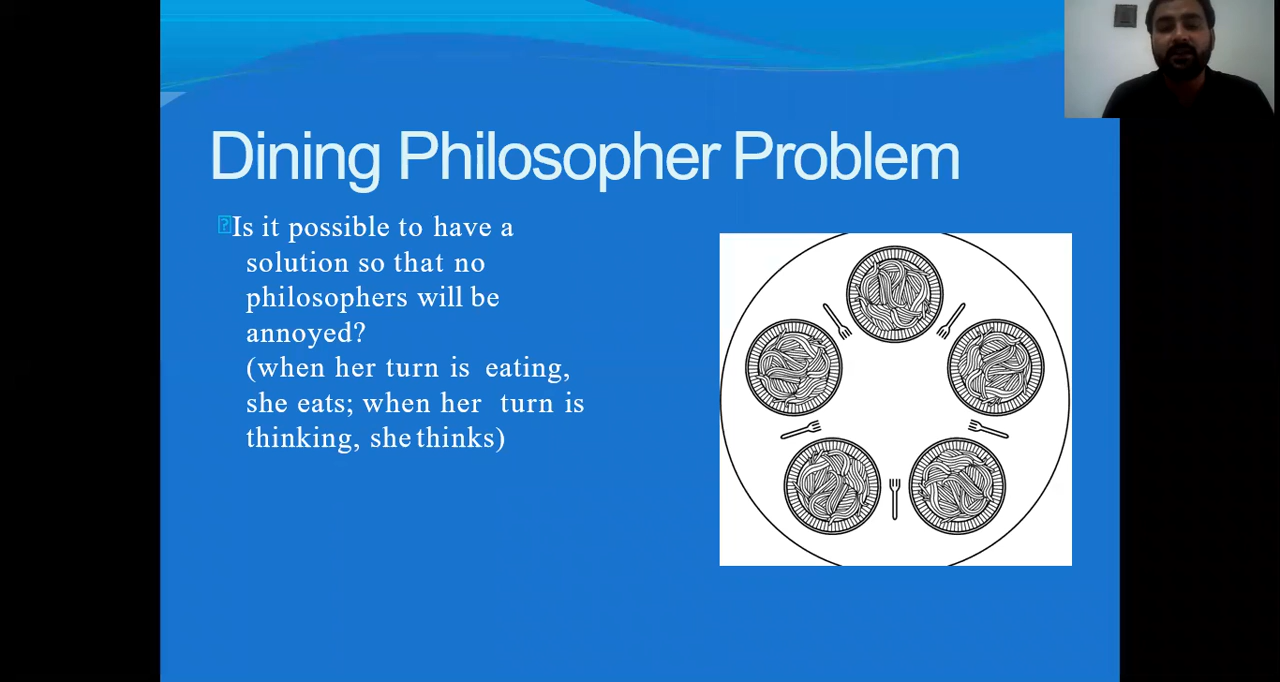 Dining Philosopher Problem
Is it possible to have a
solution so that no
philosophers will be
annoyed?
(when her turn is eating,
she eats; when her turn is
thinking, she thinks)